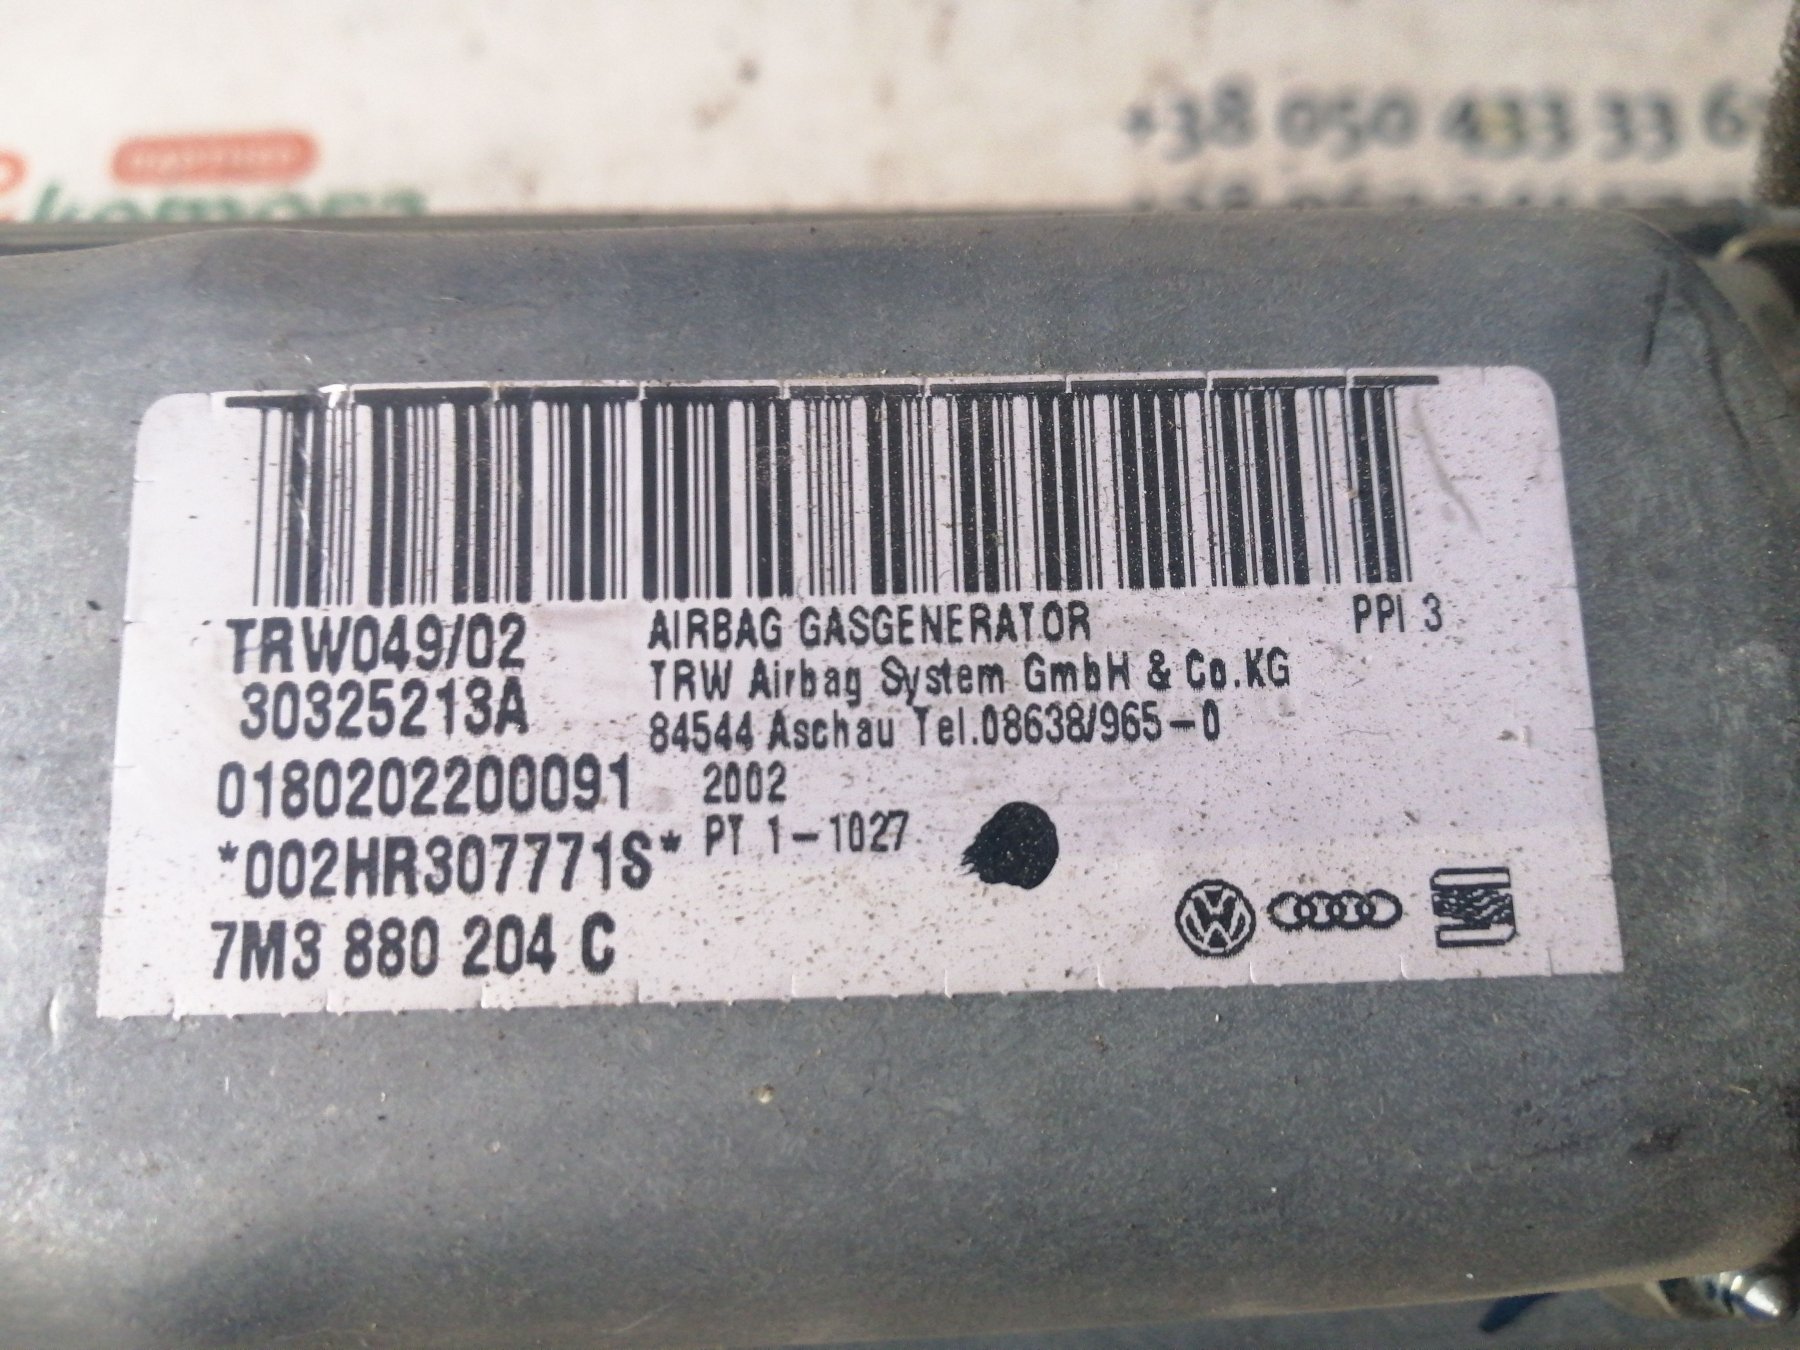 +38 050 433 33 6
TRW049/02
30325213A
0180202200091
*002HR307771S*
7M3 880 204 C
AIRBAG GASGENERATOR
PPI 3
TRW Airbag System GmbH & Co.KG
84544 Aschau Tel.08638/965-0
2002
PT 1-1027